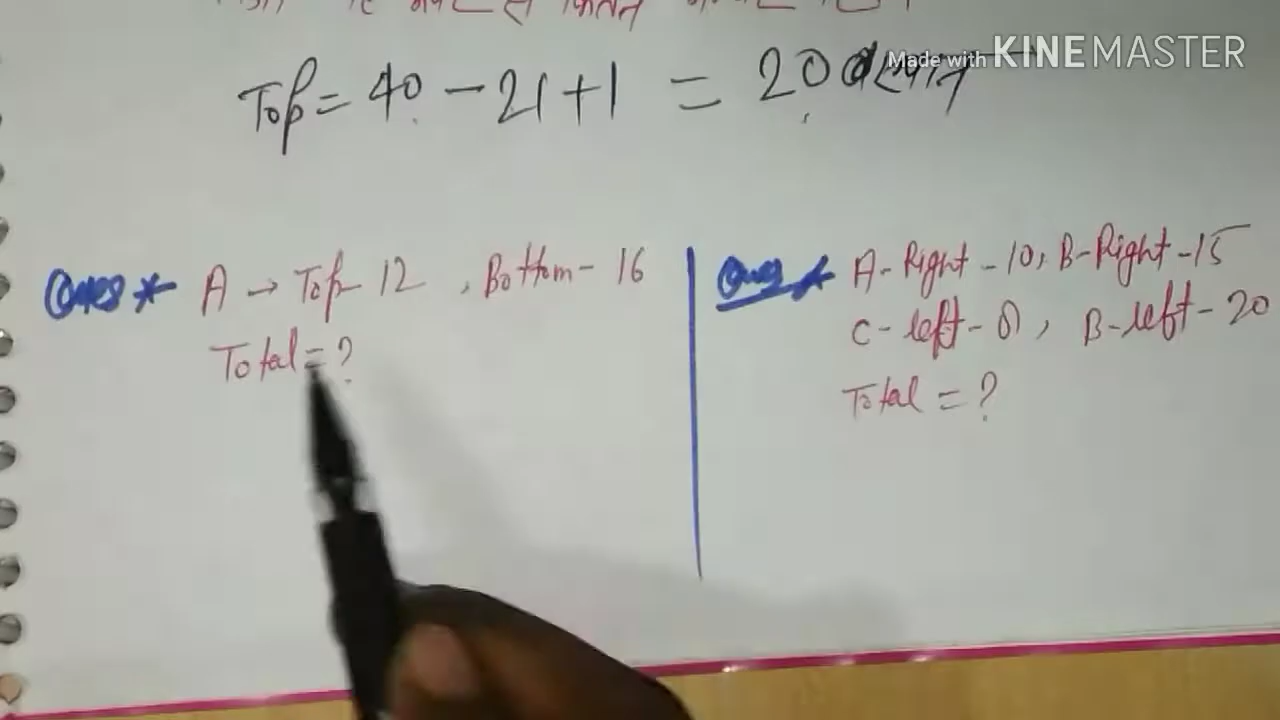 Made with KINEMASTER
Top = 40 - 21 + 1 = 20
Ques * A → Top - 12 , Bottom - 16
Total = ?
Ques * A - Right - 10, B - Right - 15
C - left - 8 , B - left - 20
Total = ?